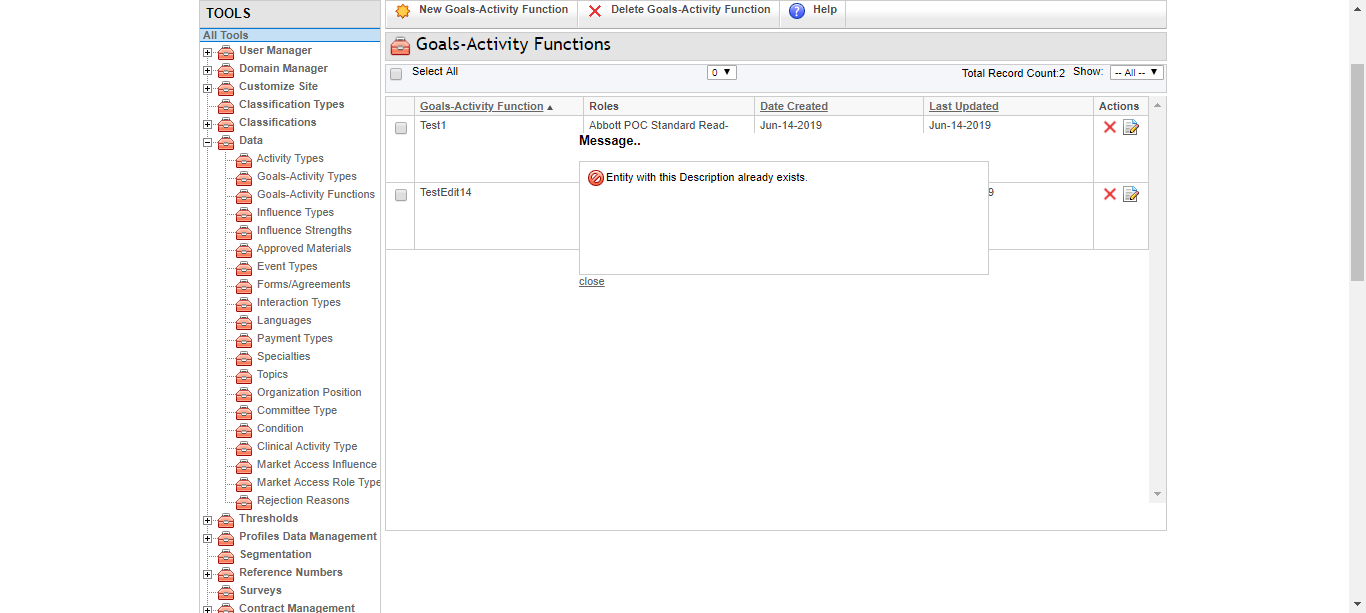 TOOLS
All Tools
User Manager
Domain Manager
Customize Site
Classification Types
Classifications
Data
Activity Types
Goals-Activity Types
Goals-Activity Functions
Influence Types
Influence Strengths
Approved Materials
Event Types
Forms/Agreements
Interaction Types
Languages
Payment Types
Specialties
Topics
Organization Position
Committee Type
Condition
Clinical Activity Type
Market Access Influence
Market Access Role Type
Rejection Reasons
Thresholds
Profiles Data Management
Segmentation
Reference Numbers
Surveys
Contract Management
New Goals-Activity Function Delete Goals-Activity Function Help
Goals-Activity Functions
Select All 0 Total Record Count:2 Show: -- All --
Goals-Activity Function Roles Date Created Last Updated Actions
Test1 Abbott POC Standard Read- Jun-14-2019 Jun-14-2019
Message..
Entity with this Description already exists.
TestEdit14 9
close